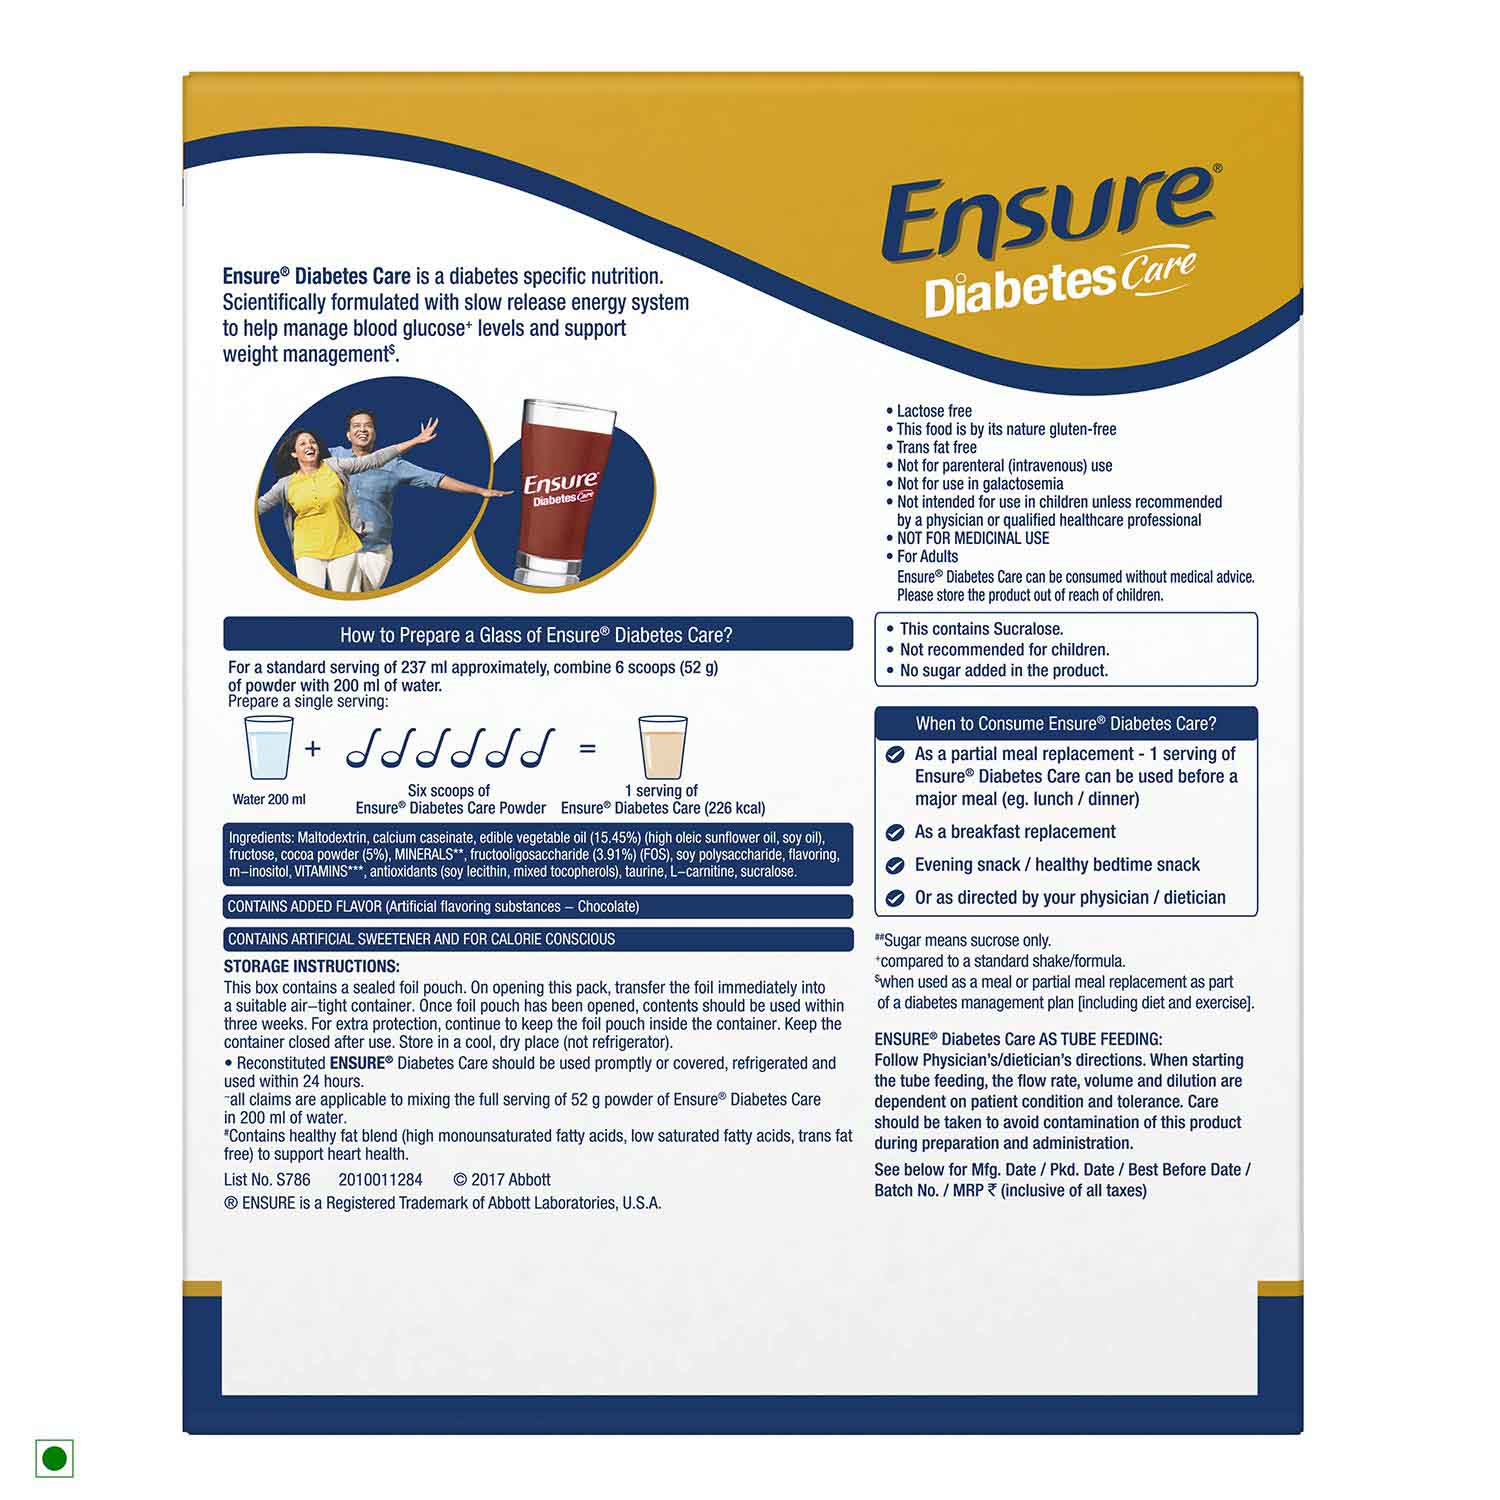 Ensure®
Diabetes Care
Ensure® Diabetes Care is a diabetes specific nutrition.
Scientifically formulated with slow release energy system
to help manage blood glucose⁺ levels and support
weight management$.
Ensure®
Diabetes Care
How to Prepare a Glass of Ensure® Diabetes Care?
For a standard serving of 237 ml approximately, combine 6 scoops (52 g)
of powder with 200 ml of water.
Prepare a single serving:
+
=
Water 200 ml
Six scoops of
Ensure® Diabetes Care Powder
1 serving of
Ensure® Diabetes Care (226 kcal)
Ingredients: Maltodextrin, calcium caseinate, edible vegetable oil (15.45%) (high oleic sunflower oil, soy oil),
fructose, cocoa powder (5%), MINERALS**, fructooligosaccharide (3.91%) (FOS), soy polysaccharide, flavoring,
m–inositol, VITAMINS***, antioxidants (soy lecithin, mixed tocopherols), taurine, L–carnitine, sucralose.
CONTAINS ADDED FLAVOR (Artificial flavoring substances – Chocolate)
CONTAINS ARTIFICIAL SWEETENER AND FOR CALORIE CONSCIOUS
STORAGE INSTRUCTIONS:
This box contains a sealed foil pouch. On opening this pack, transfer the foil immediately into
a suitable air–tight container. Once foil pouch has been opened, contents should be used within
three weeks. For extra protection, continue to keep the foil pouch inside the container. Keep the
container closed after use. Store in a cool, dry place (not refrigerator).
• Reconstituted ENSURE® Diabetes Care should be used promptly or covered, refrigerated and
used within 24 hours.
~all claims are applicable to mixing the full serving of 52 g powder of Ensure® Diabetes Care
in 200 ml of water.
#Contains healthy fat blend (high monounsaturated fatty acids, low saturated fatty acids, trans fat
free) to support heart health.
List No. S786 2010011284 © 2017 Abbott
® ENSURE is a Registered Trademark of Abbott Laboratories, U.S.A.
• Lactose free
• This food is by its nature gluten-free
• Trans fat free
• Not for parenteral (intravenous) use
• Not for use in galactosemia
• Not intended for use in children unless recommended
by a physician or qualified healthcare professional
• NOT FOR MEDICINAL USE
• For Adults
Ensure® Diabetes Care can be consumed without medical advice.
Please store the product out of reach of children.
• This contains Sucralose.
• Not recommended for children.
• No sugar added in the product.
When to Consume Ensure® Diabetes Care?
As a partial meal replacement - 1 serving of
Ensure® Diabetes Care can be used before a
major meal (eg. lunch / dinner)
As a breakfast replacement
Evening snack / healthy bedtime snack
Or as directed by your physician / dietician
##Sugar means sucrose only.
⁺compared to a standard shake/formula.
$when used as a meal or partial meal replacement as part
of a diabetes management plan [including diet and exercise].
ENSURE® Diabetes Care AS TUBE FEEDING:
Follow Physician's/dietician's directions. When starting
the tube feeding, the flow rate, volume and dilution are
dependent on patient condition and tolerance. Care
should be taken to avoid contamination of this product
during preparation and administration.
See below for Mfg. Date / Pkd. Date / Best Before Date /
Batch No. / MRP ₹ (inclusive of all taxes)